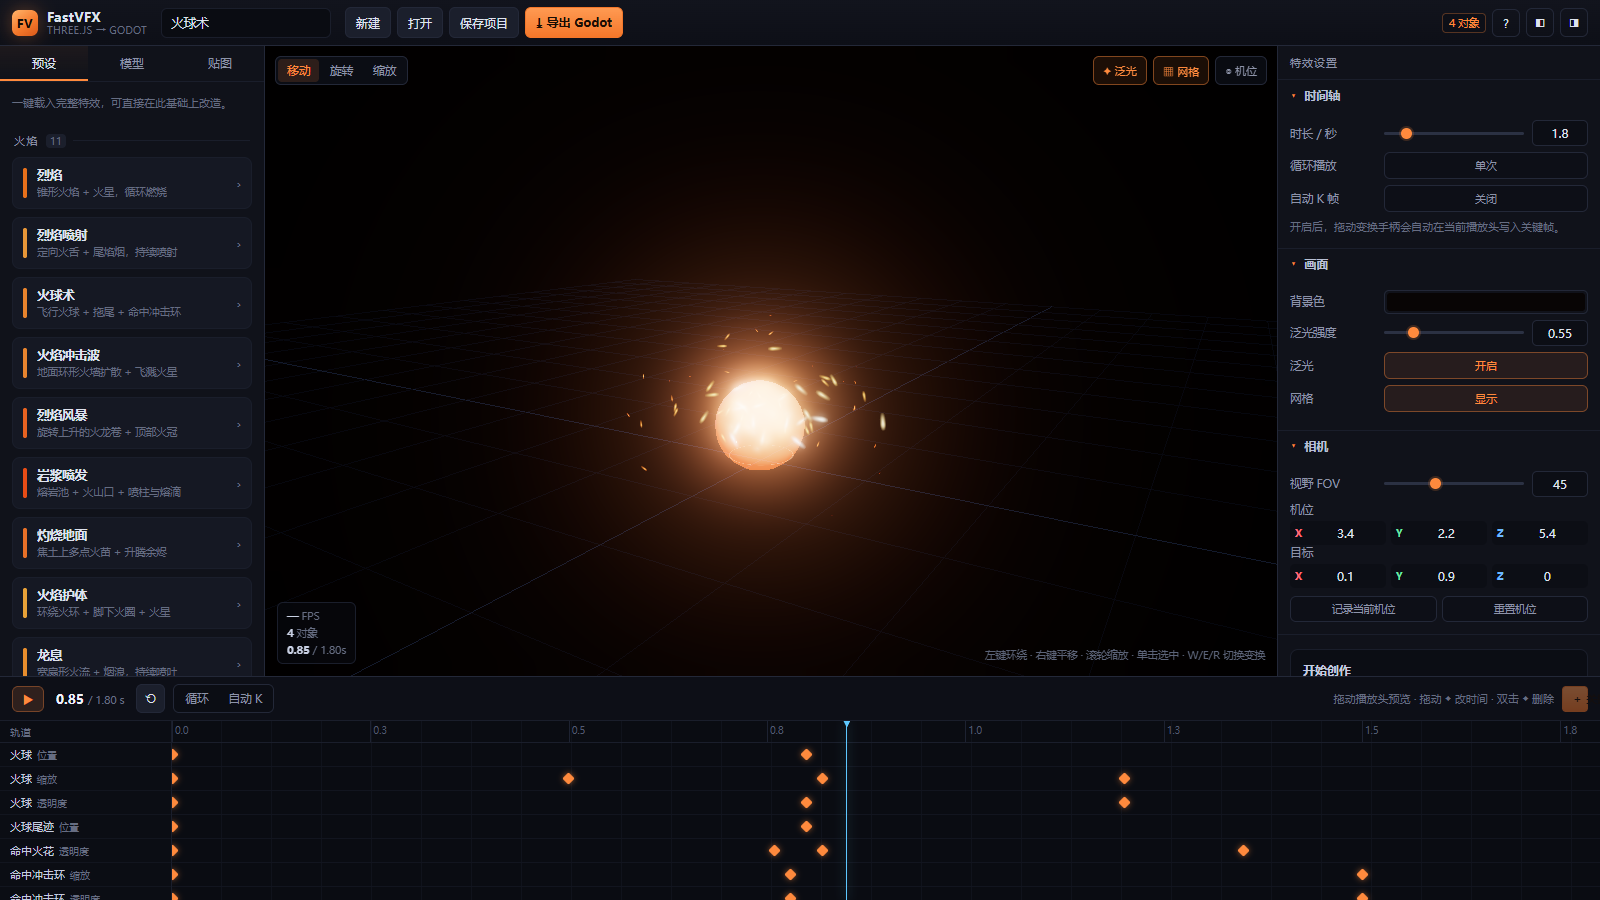 FV
FastVFX
THREE.JS → GODOT
火球术
新建
打开
保存项目
⤓ 导出 Godot
4 对象
?
预设
模型
贴图
一键载入完整特效，可直接在此基础上改造。
火焰 11
烈焰
锥形火焰 + 火星，循环燃烧
烈焰喷射
定向火舌 + 尾焰烟，持续喷射
火球术
飞行火球 + 拖尾 + 命中冲击环
火焰冲击波
地面环形火墙扩散 + 飞溅火星
烈焰风暴
旋转上升的火龙卷 + 顶部火冠
岩浆喷发
熔岩池 + 火山口 + 喷柱与熔滴
灼烧地面
焦土上多点火苗 + 升腾余烬
火焰护体
环绕火环 + 脚下火圈 + 火星
龙息
宽扇形火流 + 烟浪，持续喷吐
移动
旋转
缩放
✦ 泛光
▦ 网格
机位
— FPS
4 对象
0.85 / 1.80s
左键环绕 · 右键平移 · 滚轮缩放 · 单击选中 · W/E/R 切换变换
特效设置
时间轴
时长 / 秒
1.8
循环播放
单次
自动 K 帧
关闭
开启后，拖动变换手柄会自动在当前播放头写入关键帧。
画面
背景色
泛光强度
0.55
泛光
开启
网格
显示
相机
视野 FOV
45
机位
X 3.4 Y 2.2 Z 5.4
目标
X 0.1 Y 0.9 Z 0
记录当前机位
重置机位
开始创作
0.85 / 1.80 s
循环
自动 K
拖动播放头预览 · 拖动 ◆ 改时间 · 双击 ◆ 删除
+
轨道
0.0
0.3
0.5
0.8
1.0
1.3
1.5
1.8
火球 位置
火球 缩放
火球 透明度
火球尾迹 位置
命中火花 透明度
命中冲击环 缩放
命中冲击环 透明度